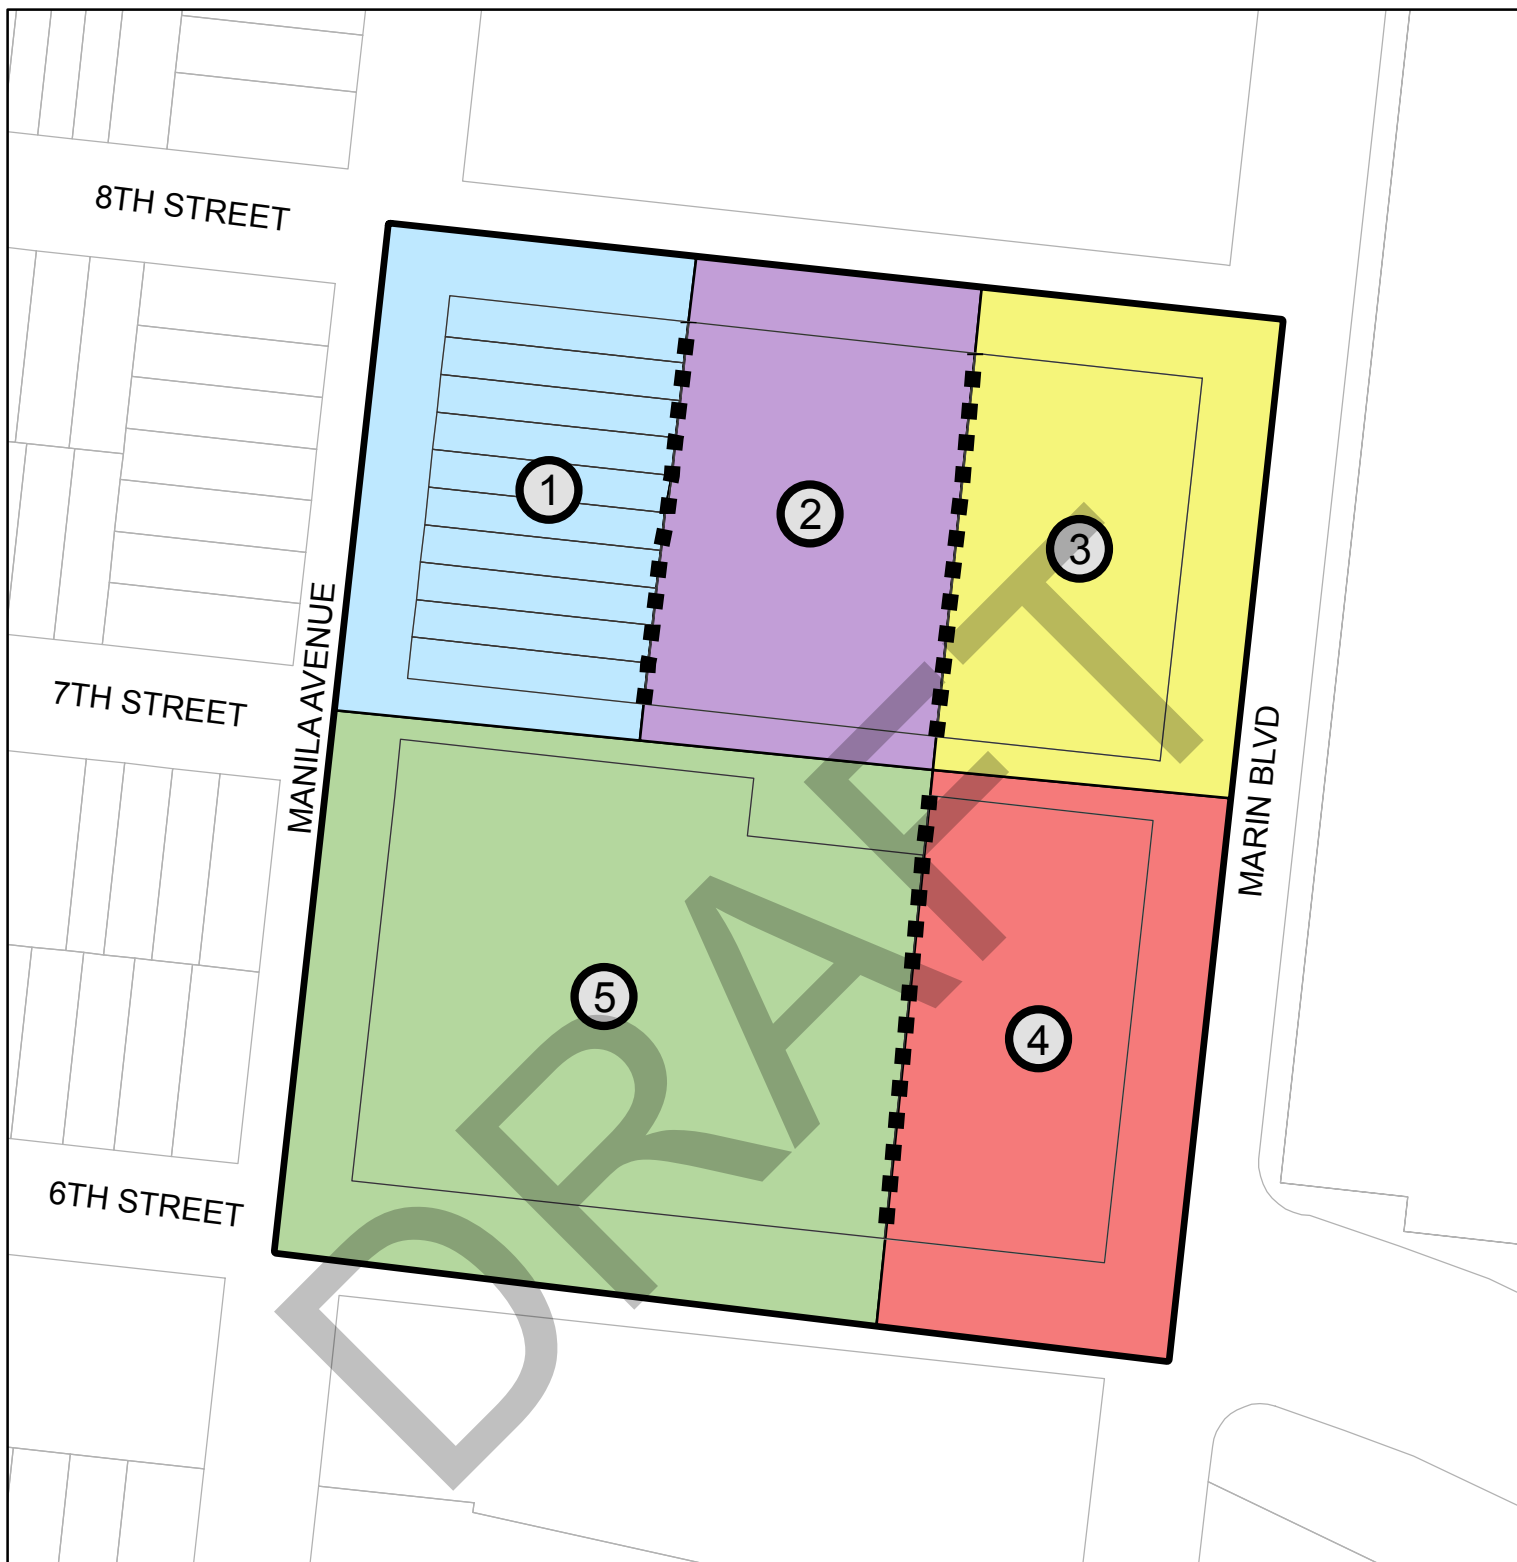 8TH STREET
1
2
3
MANILA AVENUE
7TH STREET
MARIN BLVD
5
4
6TH STREET
DRAFT